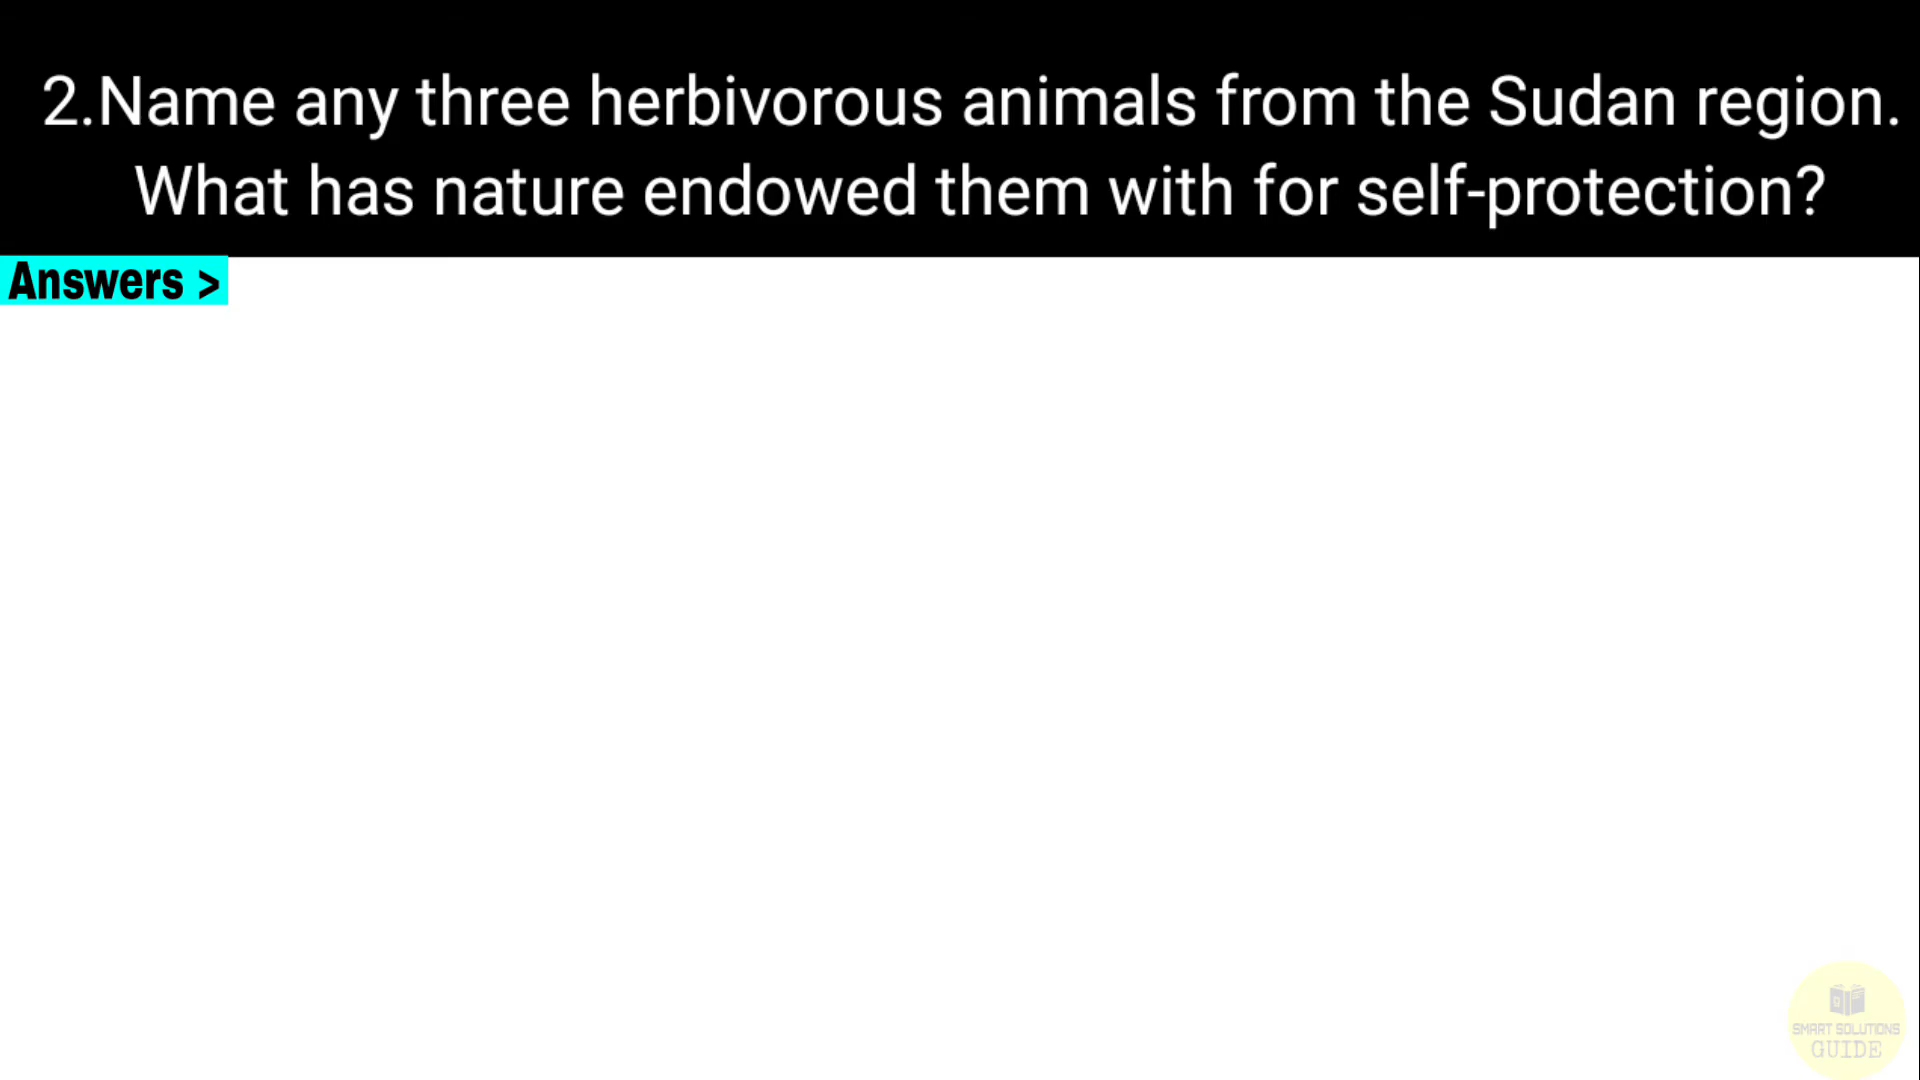 2.Name any three herbivorous animals from the Sudan region.
What has nature endowed them with for self-protection?
Answers >
SMART SOLUTIONS
GUIDE